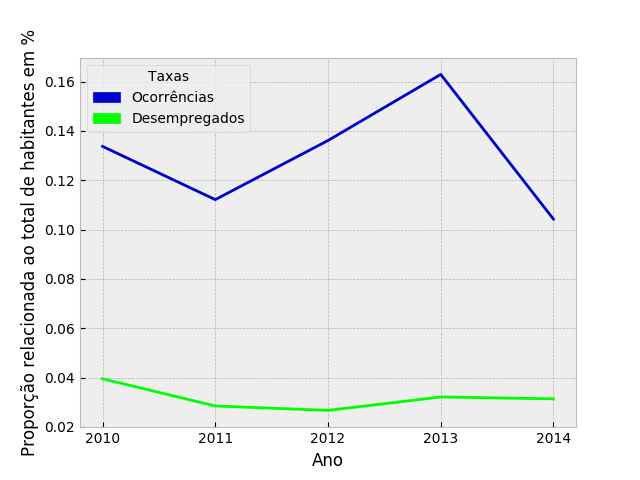 Proporção relacionada ao total de habitantes em %
0.16
0.14
0.12
0.10
0.08
0.06
0.04
0.02
Taxas
Ocorrências
Desempregados
2010 2011 2012 2013 2014
Ano